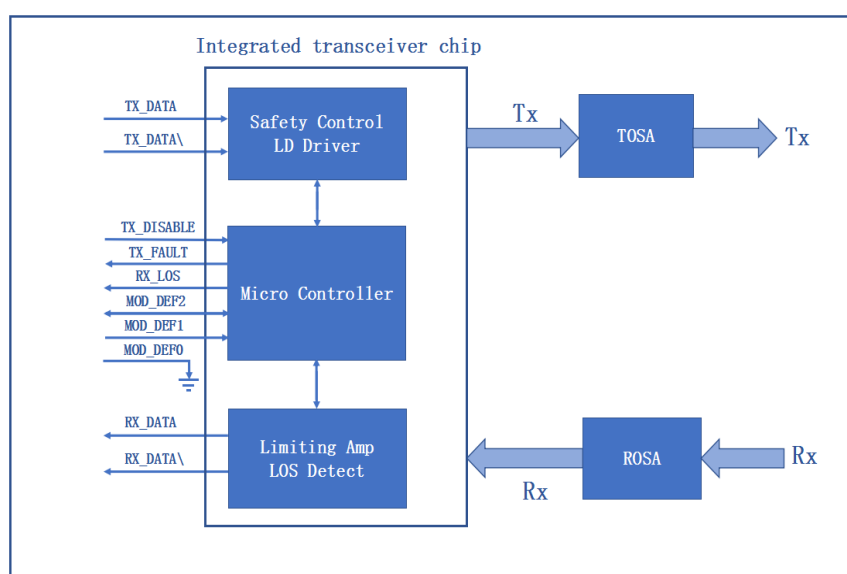 Integrated transceiver chip
TX_DATA
TX_DATA\
Safety Control
LD Driver
Tx
TOSA
Tx
TX_DISABLE
TX_FAULT
RX_LOS
MOD_DEF2
MOD_DEF1
MOD_DEF0
Micro Controller
RX_DATA
RX_DATA\
Limiting Amp
LOS Detect
Rx
ROSA
Rx